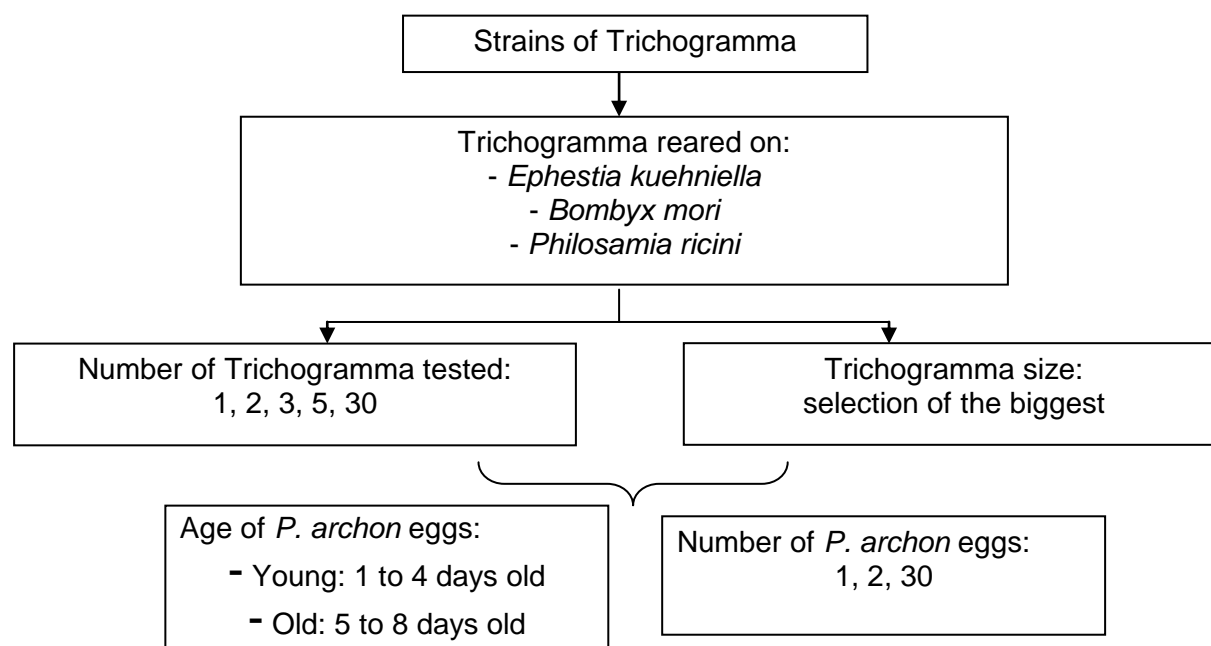 Strains of Trichogramma
Trichogramma reared on:
- Ephestia kuehniella
- Bombyx mori
- Philosamia ricini
Number of Trichogramma tested:
1, 2, 3, 5, 30
Trichogramma size:
selection of the biggest
Age of P. archon eggs:
- Young: 1 to 4 days old
- Old: 5 to 8 days old
Number of P. archon eggs:
1, 2, 30